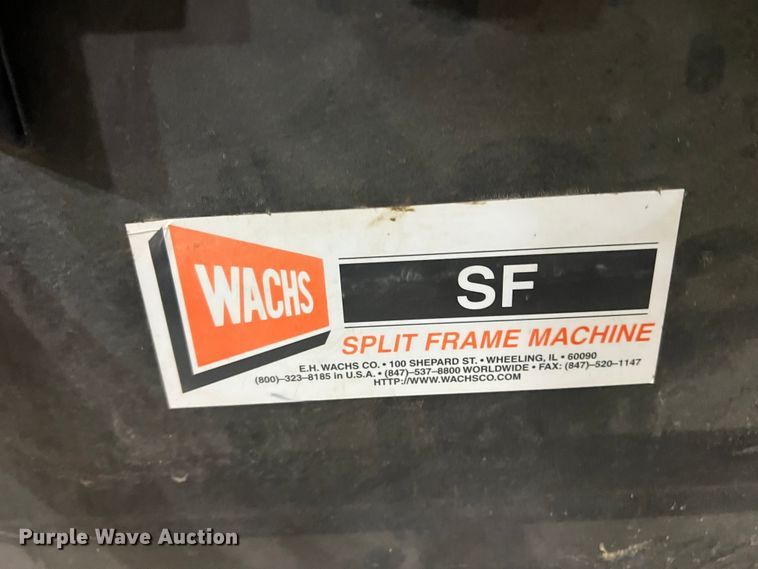 WACHS
SF
SPLIT FRAME MACHINE
E.H. WACHS CO. • 100 SHEPARD ST. • WHEELING, IL • 60090
(800)–323–8185 in U.S.A. • (847)–537–8800 WORLDWIDE • FAX: (847)–520–1147
HTTP:/WWW.WACHSCO.COM
Purple Wave Auction®